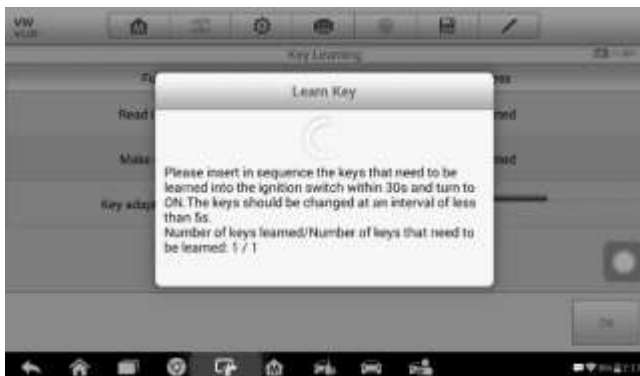 VW
Key Learning
Learn Key
Read
Make
Key adap
Please insert in sequence the keys that need to be
learned into the ignition switch within 30s and turn to
ON.The keys should be changed at an interval of less
than 5s.
Number of keys learned/Number of keys that need to
be learned: 1 / 1